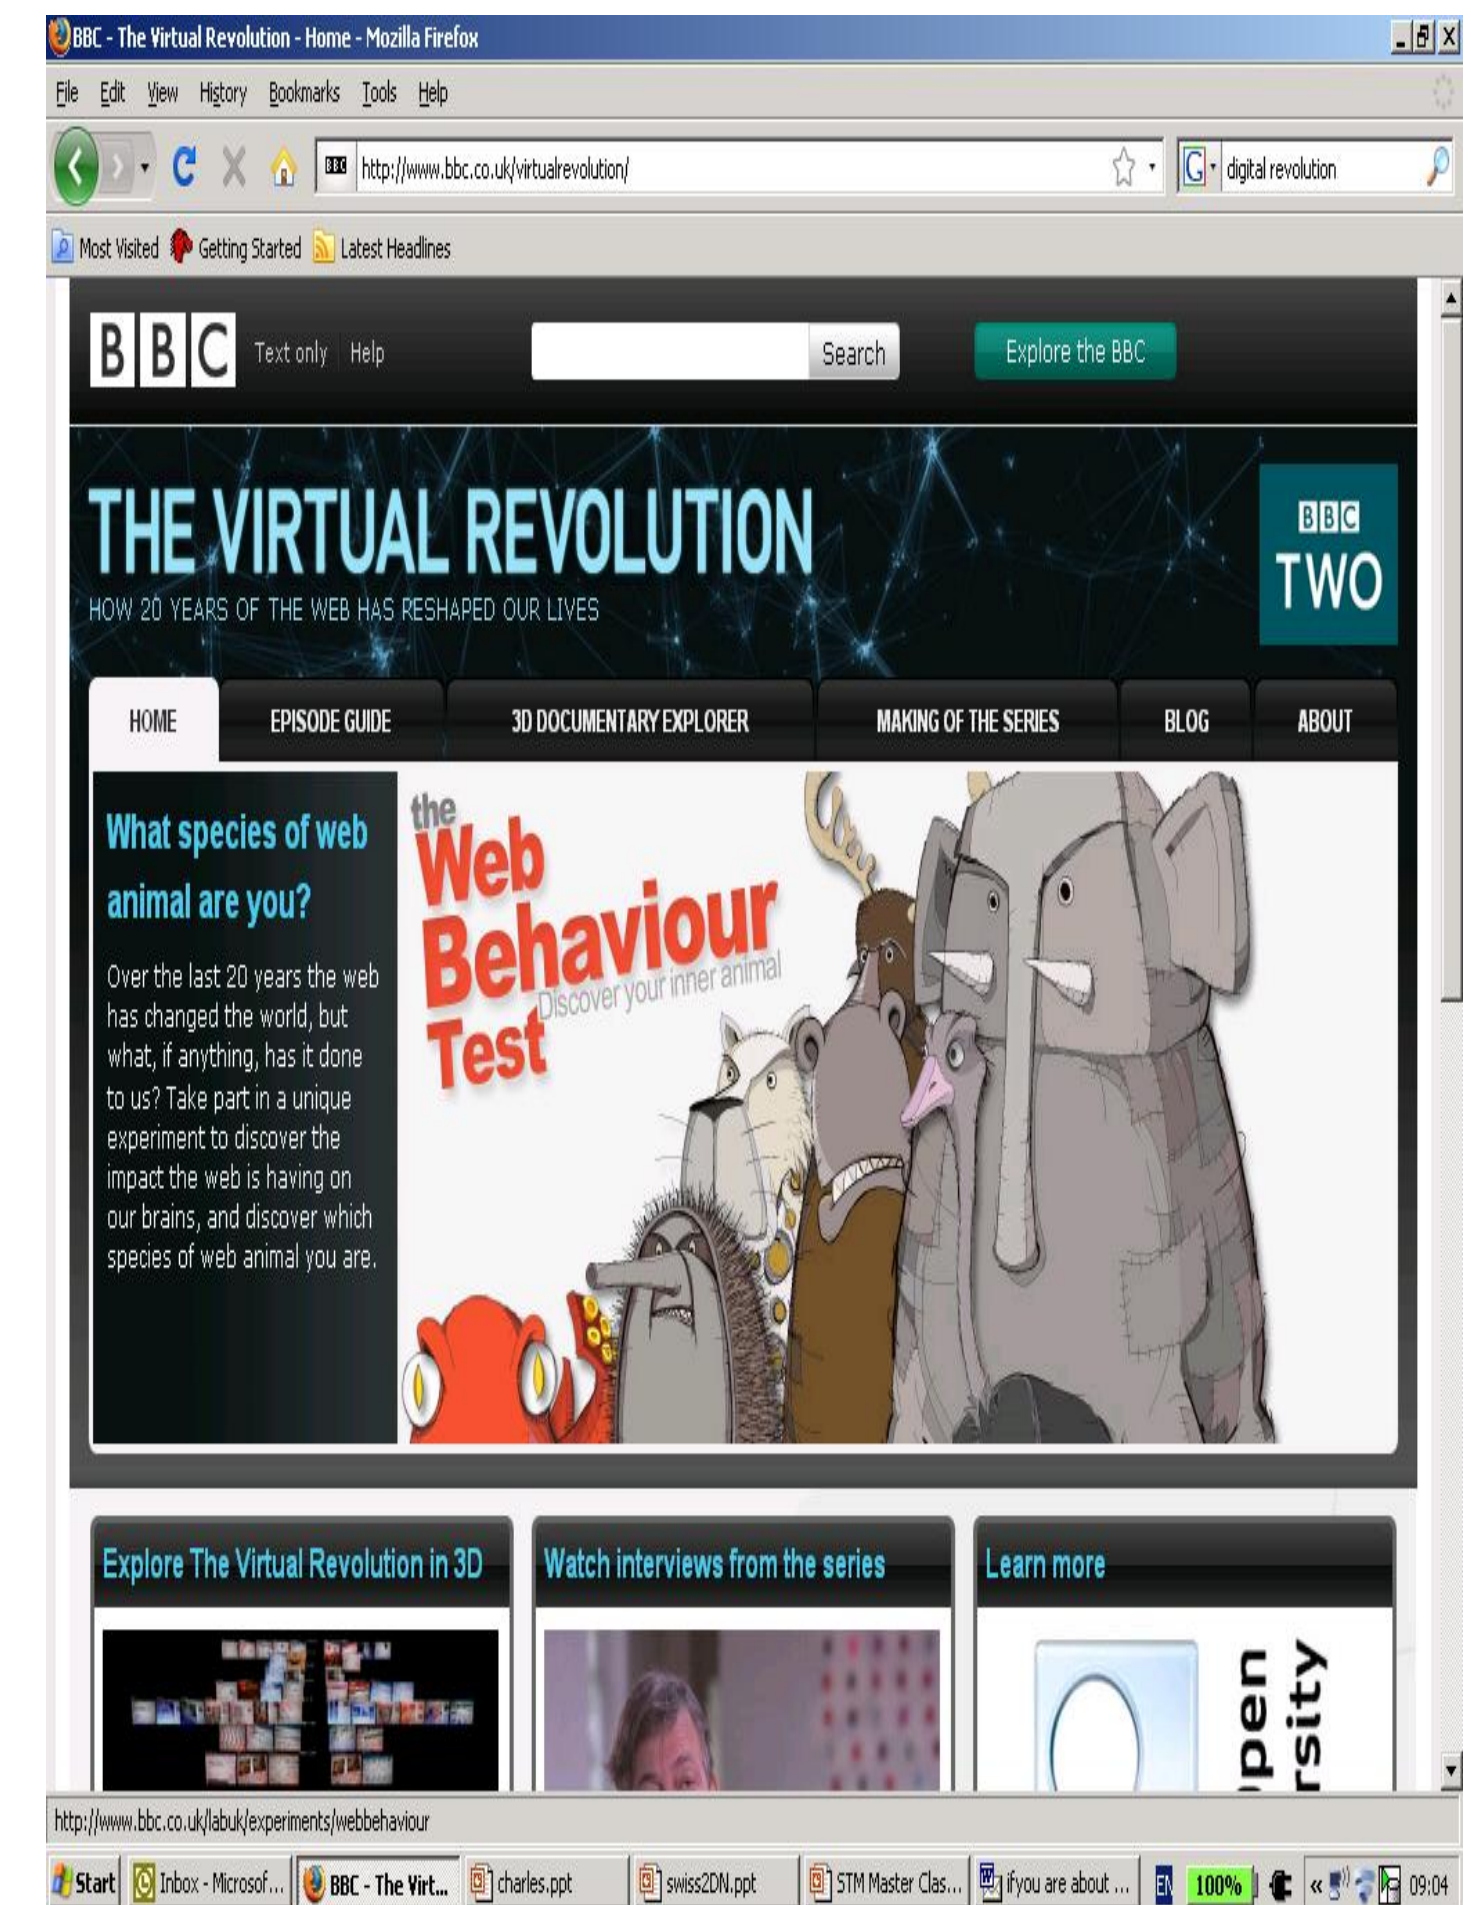 BBC - The Virtual Revolution - Home - Mozilla Firefox
File Edit View History Bookmarks Tools Help
BBC http://www.bbc.co.uk/virtualrevolution/ G digital revolution
Most Visited Getting Started Latest Headlines
BBC Text only Help Search Explore the BBC
THE VIRTUAL REVOLUTION
HOW 20 YEARS OF THE WEB HAS RESHAPED OUR LIVES
BBC
TWO
HOME EPISODE GUIDE 3D DOCUMENTARY EXPLORER MAKING OF THE SERIES BLOG ABOUT
What species of web
animal are you?
Over the last 20 years the web
has changed the world, but
what, if anything, has it done
to us? Take part in a unique
experiment to discover the
impact the web is having on
our brains, and discover which
species of web animal you are.
the
Web
Behaviour
Discover your inner animal
Test
Explore The Virtual Revolution in 3D
Watch interviews from the series
Learn more
pen
rsity
http://www.bbc.co.uk/labuk/experiments/webbehaviour
Start Inbox - Microsof... BBC - The Virt... charles.ppt swiss2DN.ppt STM Master Clas... ifyou are about ... EN 100% « 09:04